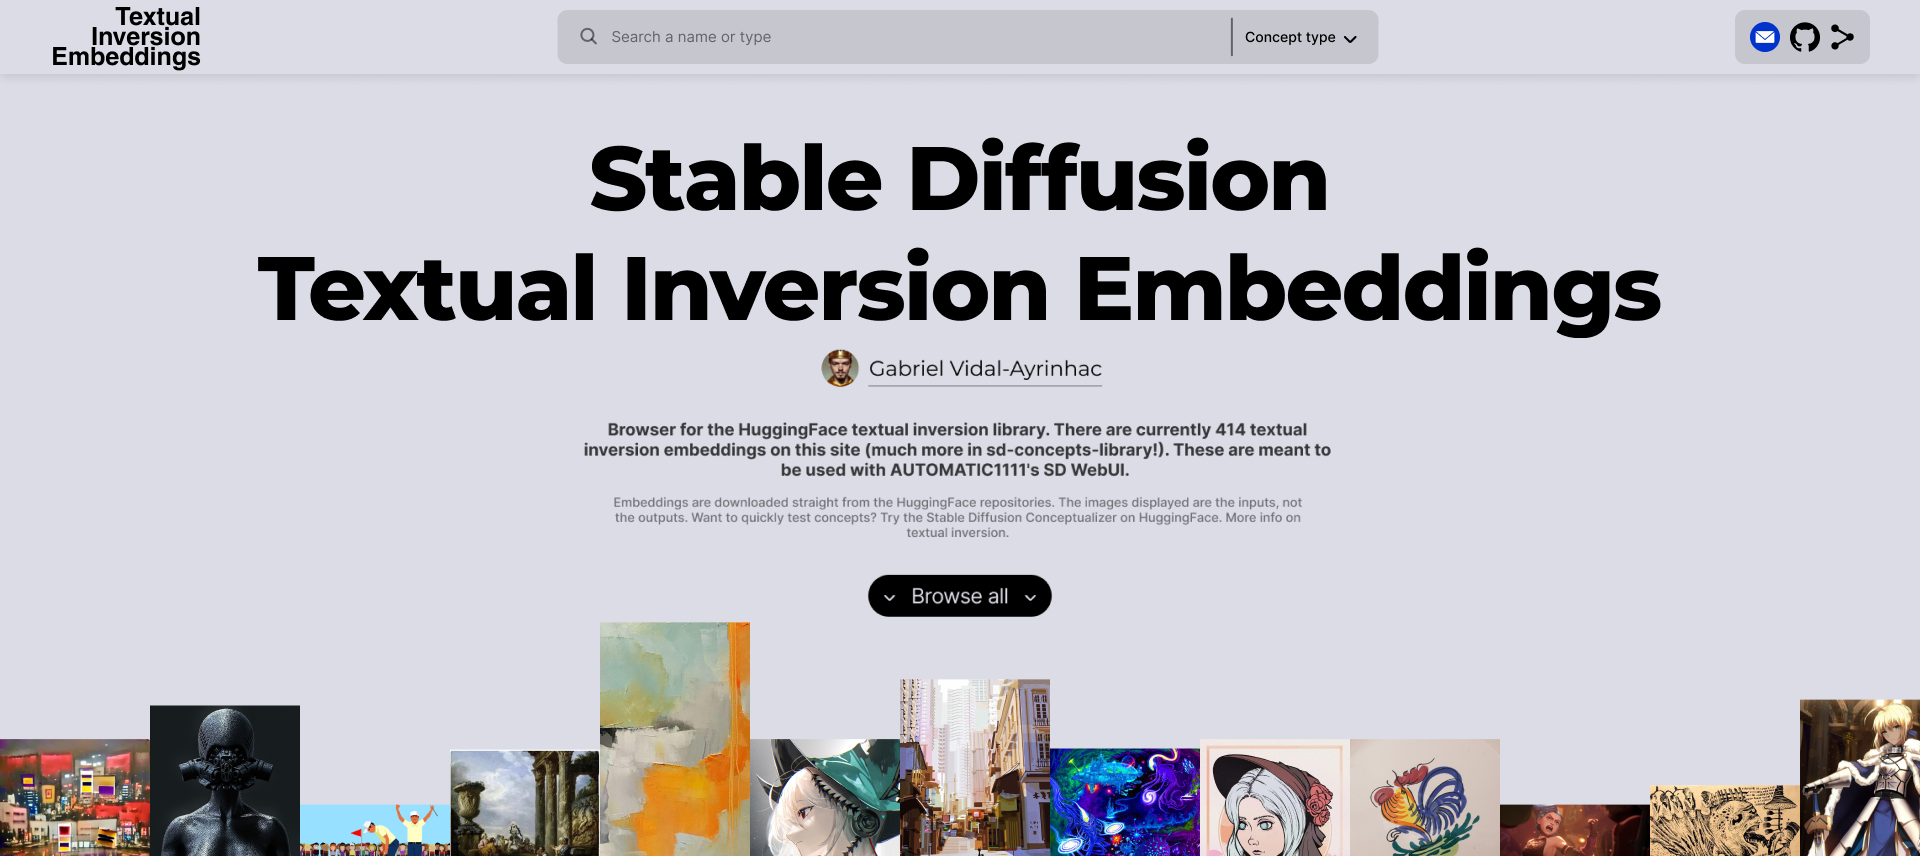 Textual
Inversion
Embeddings
Search a name or type
Concept type
Stable Diffusion
Textual Inversion Embeddings
Gabriel Vidal-Ayrinhac
Browser for the HuggingFace textual inversion library. There are currently 414 textual
inversion embeddings on this site (much more in sd-concepts-library!). These are meant to
be used with AUTOMATIC1111's SD WebUI.
Embeddings are downloaded straight from the HuggingFace repositories. The images displayed are the inputs, not
the outputs. Want to quickly test concepts? Try the Stable Diffusion Conceptualizer on HuggingFace. More info on
textual inversion.
Browse all